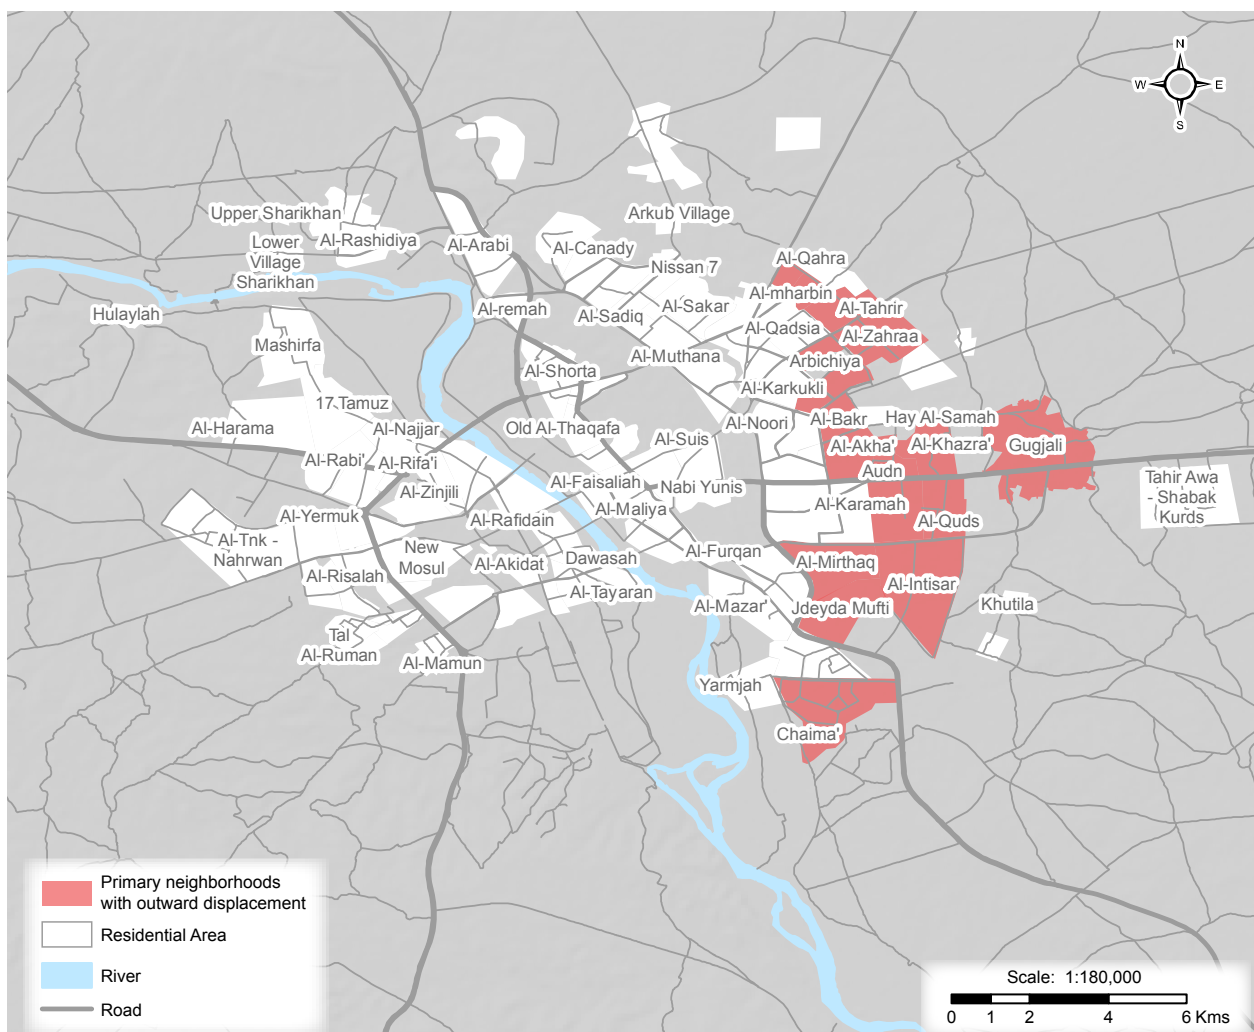 N
W
E
S
Arkub Village
Upper Sharikhan
Al-Rashidiya
Lower
Village
Sharikhan
Al-Arabi
Al-Canady
Nissan 7
Al-Qahra
Hulaylah
Al-remah
Al-Sadiq
Al-Sakar
Al-mharbin
Al-Tahrir
Al-Qadsia
Al-Zahraa
Mashirfa
Al-Muthana
Arbichiya
Al-Shorta
Al-Karkukli
17 Tamuz
Al-Harama
Al-Najjar
Old Al-Thaqafa
Al-Suis
Al-Noori
Al-Bakr
Hay Al-Samah
Al-Akha'
Al-Khazra'
Gugjali
Al-Rabi'
Al-Rifa'i
Audn
Al-Zinjili
Al-Faisaliah
Nabi Yunis
Tahir Awa
- Shabak
Kurds
Al-Yermuk
Al-Rafidain
Al-Maliya
Al-Karamah
Al-Quds
Al-Tnk -
Nahrwan
New
Mosul
Al-Akidat
Dawasah
Al-Furqan
Al-Mirthaq
Al-Risalah
Al-Tayaran
Al-Mazar'
Jdeyda Mufti
Al-Intisar
Khutila
Tal
Al-Ruman
Al-Mamun
Yarmjah
Chaima'
Primary neighborhoods
with outward displacement
Residential Area
River
Road
Scale: 1:180,000
0 1 2 4 6 Kms